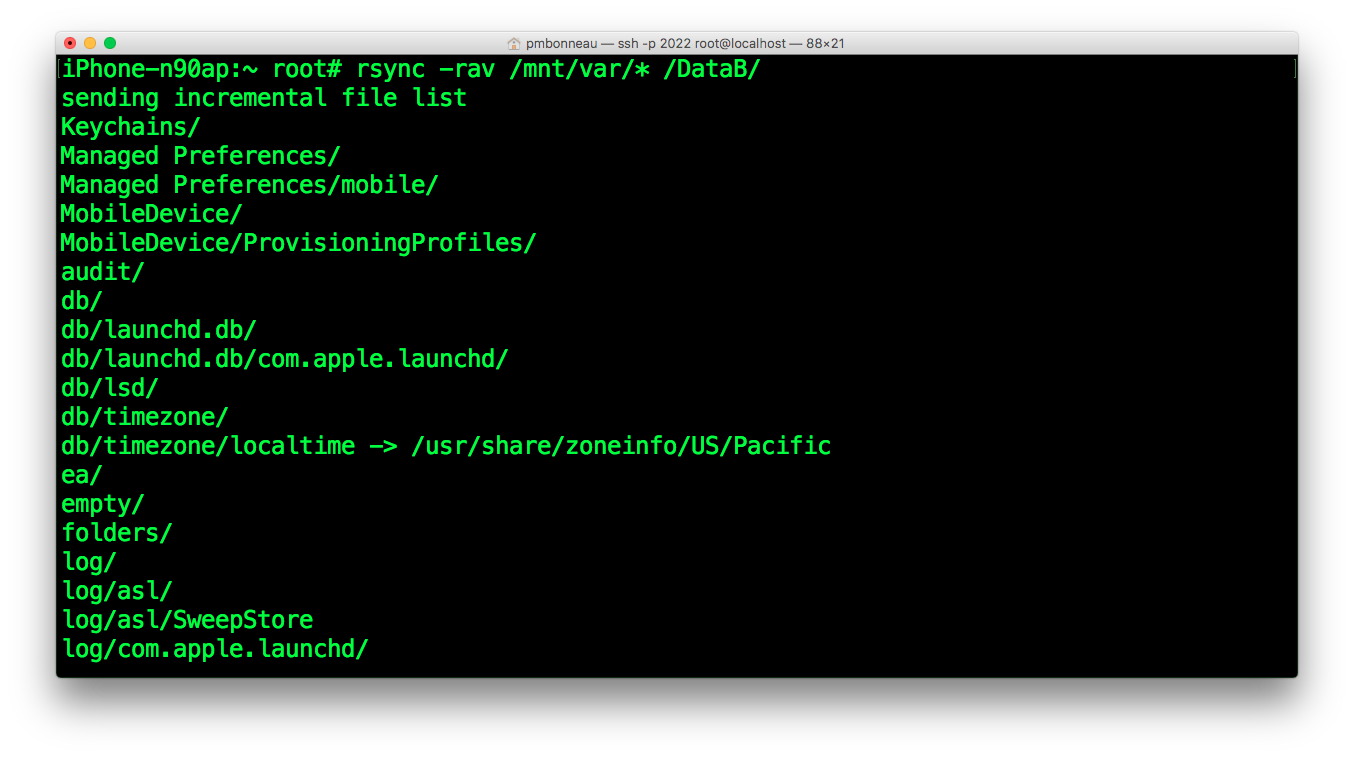 pmbonneau — ssh -p 2022 root@localhost — 88×21
[iPhone-n90ap:~ root# rsync -rav /mnt/var/* /DataB/ ]
sending incremental file list
Keychains/
Managed Preferences/
Managed Preferences/mobile/
MobileDevice/
MobileDevice/ProvisioningProfiles/
audit/
db/
db/launchd.db/
db/launchd.db/com.apple.launchd/
db/lsd/
db/timezone/
db/timezone/localtime -> /usr/share/zoneinfo/US/Pacific
ea/
empty/
folders/
log/
log/asl/
log/asl/SweepStore
log/com.apple.launchd/